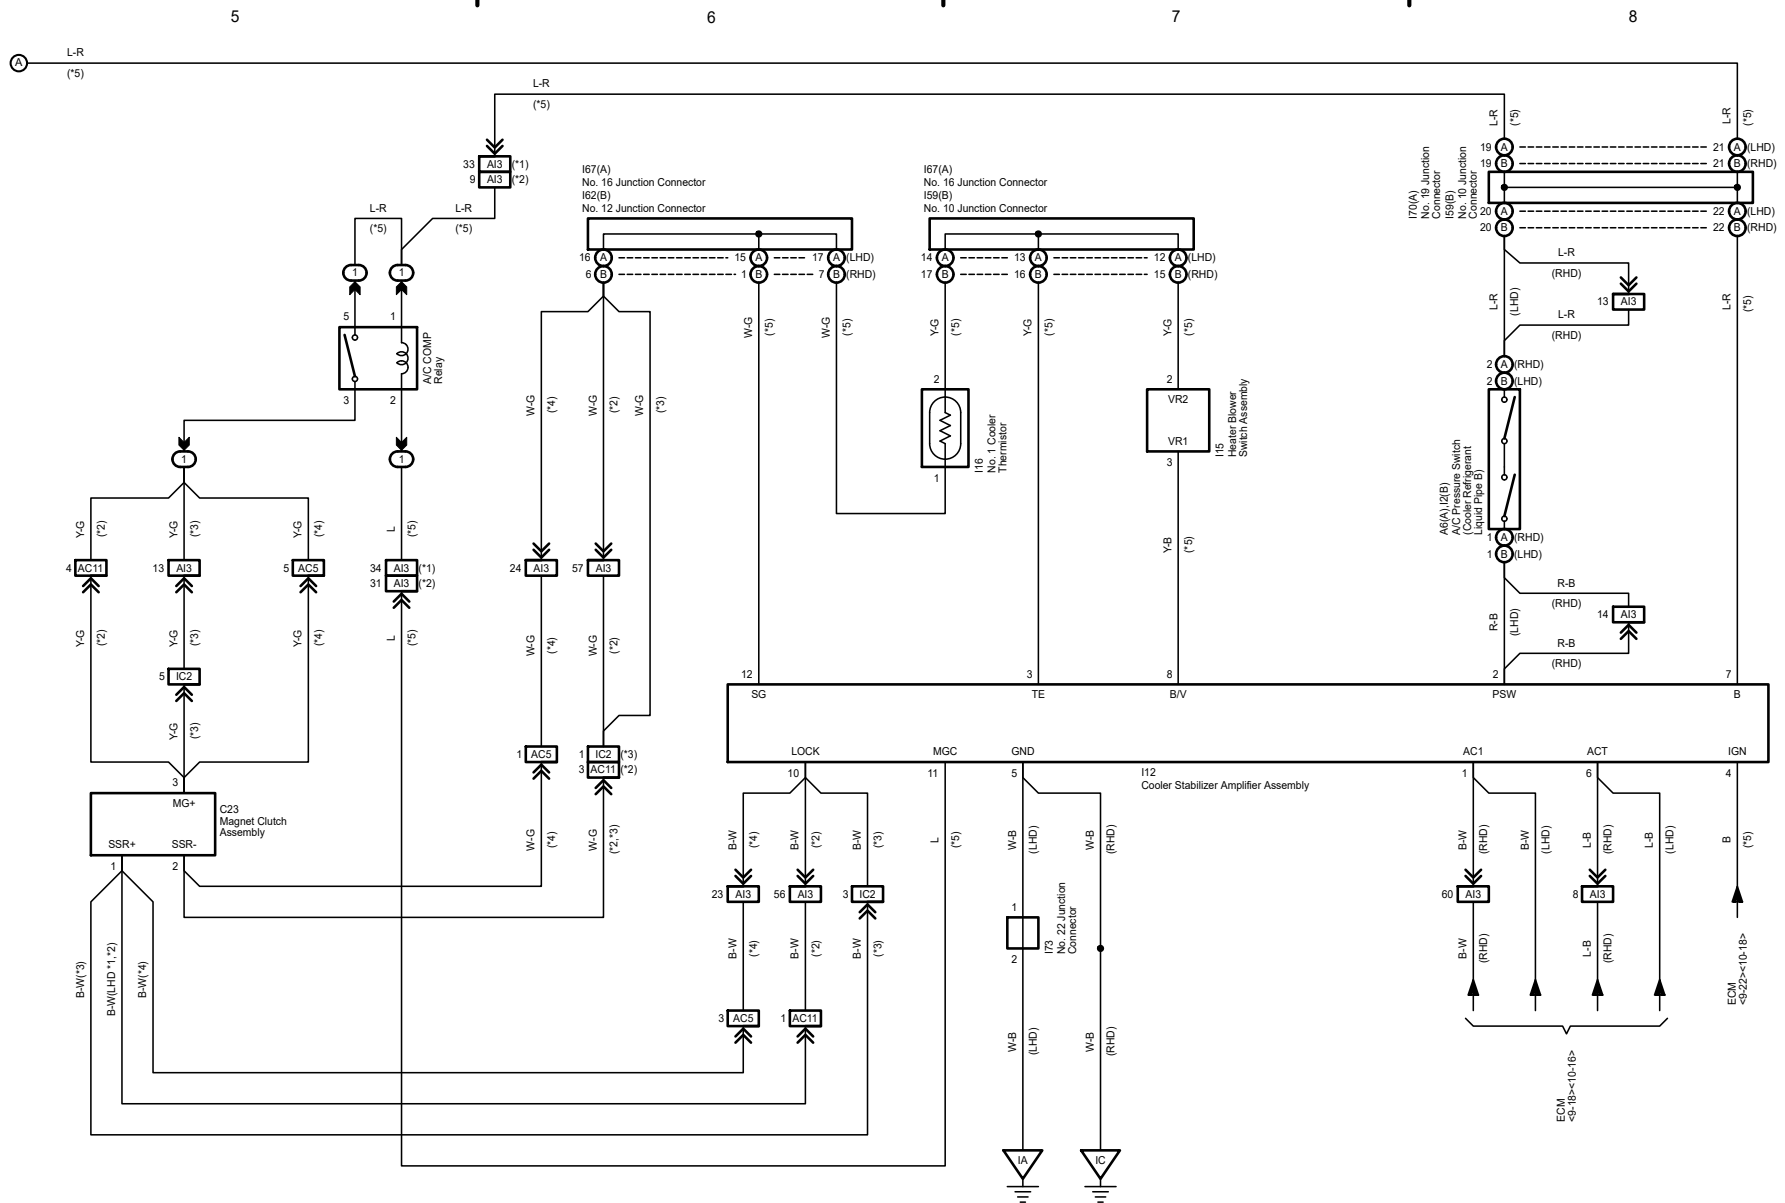 5
6
7
8
A
L-R
(*5)
L-R
(*5)
33 AI3 (*1)
9 AI3 (*2)
L-R
(*5)
L-R
(*5)
1
1
5
1
A/C COMP
Relay
3
2
1
1
I67(A)
No. 16 Junction Connector
I62(B)
No. 12 Junction Connector
16 A 15 A 17 A (LHD)
6 B 1 B 7 B (RHD)
I67(A)
No. 16 Junction Connector
I59(B)
No. 10 Junction Connector
14 A 13 A 12 A (LHD)
17 B 16 B 15 B (RHD)
L-R
(*5)
L-R
(*5)
19 A 21 A (LHD)
19 B 21 B (RHD)
I70(A)
No. 19 Junction
Connector
I59(B)
No. 10 Junction
Connector
20 A 22 A (LHD)
20 B 22 B (RHD)
L-R
(RHD)
13 AI3
L-R
(LHD)
L-R
(RHD)
L-R
(*5)
W-G
(*5)
W-G
(*5)
Y-G
(*5)
Y-G
(*5)
Y-G
(*5)
2
1
I16
No. 1 Cooler
Thermistor
2
VR2
VR1
3
I15
Heater Blower
Switch Assembly
Y-B
(*5)
2 A (RHD)
2 B (LHD)
A6(A),I2(B)
A/C Pressure Switch
(Cooler Refrigerant
Liquid Pipe B)
1 A (RHD)
1 B (LHD)
R-B
(RHD)
14 AI3
R-B
(LHD)
R-B
(RHD)
W-G
(*4)
W-G
(*2)
W-G
(*3)
Y-G
(*2)
Y-G
(*3)
Y-G
(*4)
L
(*5)
4 AC11
13 AI3
5 AC5
34 AI3 (*1)
31 AI3 (*2)
24 AI3
57 AI3
Y-G
(*2)
Y-G
(*3)
Y-G
(*4)
L
(*5)
W-G
(*4)
W-G
(*2)
5 IC2
Y-G
(*3)
1 AC5
1 IC2 (*3)
3 AC11 (*2)
W-G
(*4)
W-G
(*2,*3)
3
MG+
SSR+
SSR-
1
2
C23
Magnet Clutch
Assembly
12
3
8
2
7
SG
TE
B/V
PSW
B
LOCK
MGC
GND
AC1
ACT
IGN
10
11
5
1
6
4
I12
Cooler Stabilizer Amplifier Assembly
B-W
(*4)
B-W
(*2)
B-W
(*3)
L
(*5)
W-B
(LHD)
W-B
(RHD)
B-W
(RHD)
B-W
(LHD)
L-B
(RHD)
L-B
(LHD)
B
(*5)
23 AI3
56 AI3
3 IC2
1
2
I73
No. 22 Junction
Connector
60 AI3
8 AI3
B-W(*3)
B-W(LHD *1,*2)
B-W(*4)
B-W
(*4)
B-W
(*2)
B-W
(*3)
B-W
(RHD)
L-B
(RHD)
ECM
<9-22><10-18>
3 AC5
1 AC11
W-B
(LHD)
W-B
(RHD)
ECM
<9-18><10-16>
IA
IC